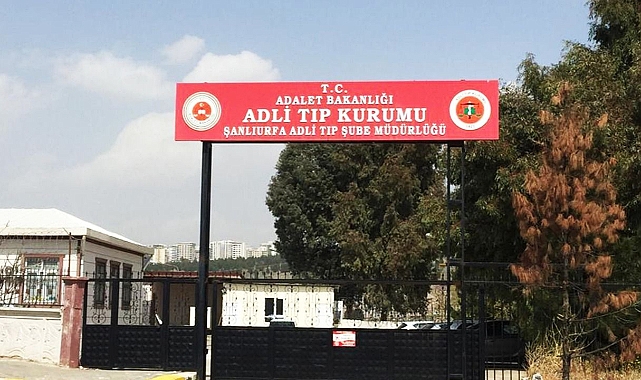 T.C.
ADALET BAKANLIĞI
ADLİ TIP KURUMU
ŞANLIURFA ADLİ TIP ŞUBE MÜDÜRLÜĞÜ